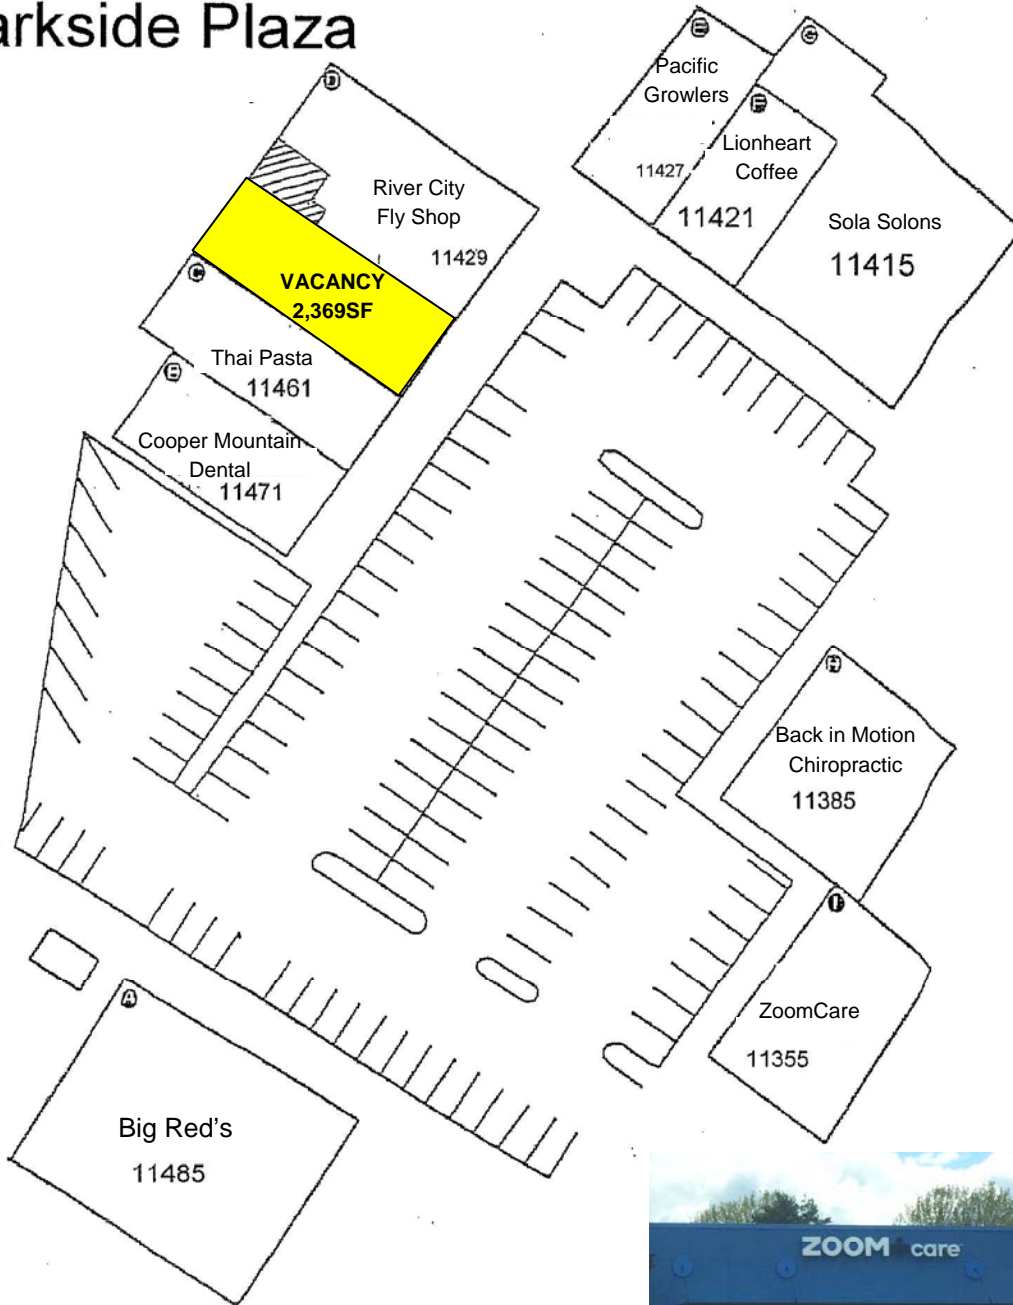 arkside Plaza
D
River City
Fly Shop
11429
VACANCY
2,369SF
C
Thai Pasta
11461
B
Cooper Mountain
Dental
11471
E
Pacific
Growlers
11427
F
Lionheart
Coffee
11421
G
Sola Solons
11415
H
Back in Motion
Chiropractic
11385
I
ZoomCare
11355
A
Big Red's
11485
ZOOM care